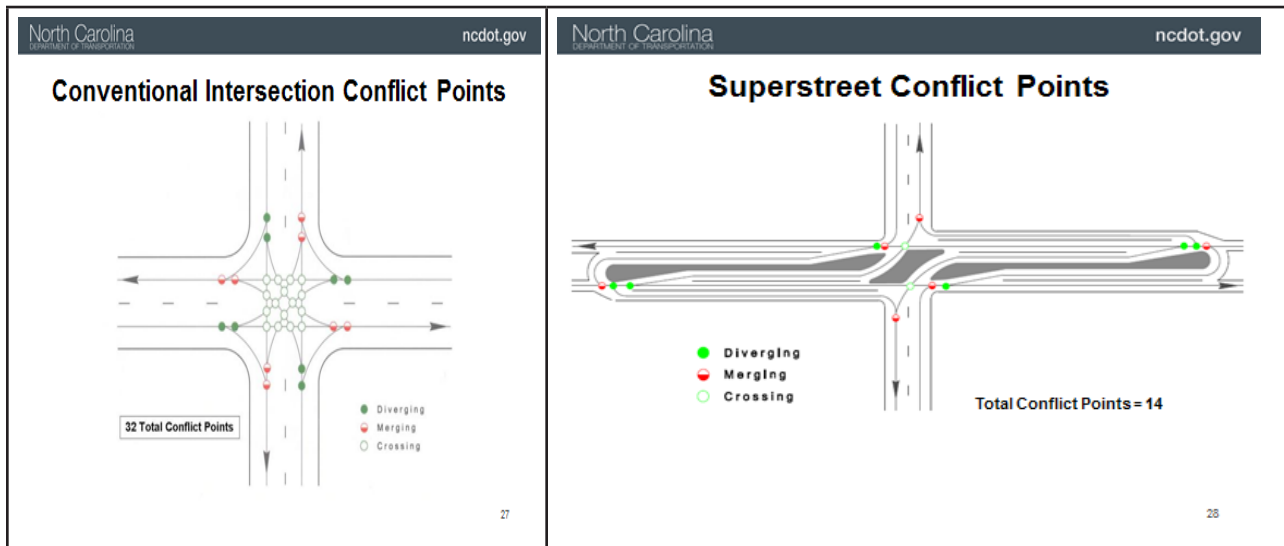 North Carolina
DEPARTMENT OF TRANSPORTATION
ncdot.gov
Conventional Intersection Conflict Points
32 Total Conflict Points
Diverging
Merging
Crossing
27
North Carolina
DEPARTMENT OF TRANSPORTATION
ncdot.gov
Superstreet Conflict Points
Diverging
Merging
Crossing
Total Conflict Points = 14
28